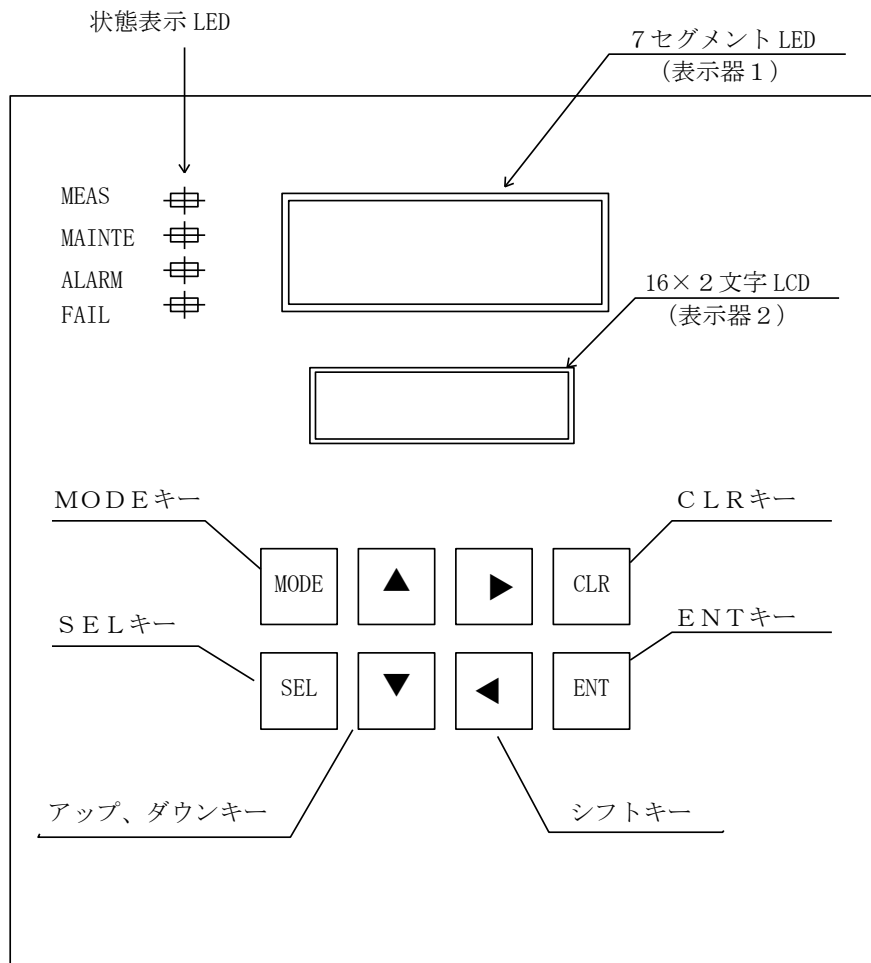 状態表示 LED
７セグメント LED
（表示器１）
MEAS
MAINTE
ALARM
FAIL
16×２文字 LCD
（表示器２）
ＭＯＤＥキー
ＣＬＲキー
MODE
▲
▶
CLR
ＳＥＬキー
ＥＮＴキー
SEL
▼
◀
ENT
アップ、ダウンキー
シフトキー